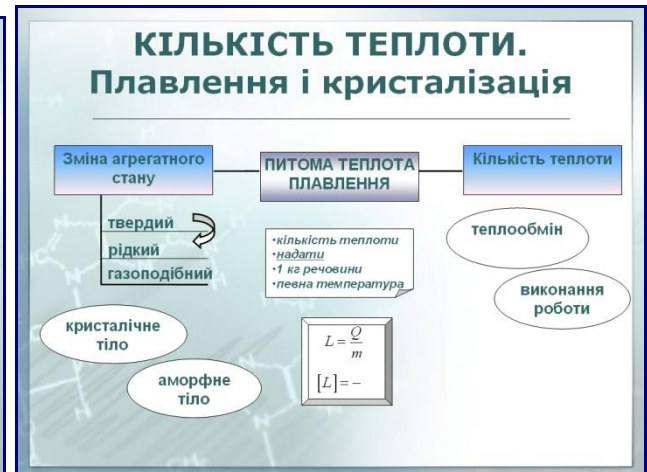 КІЛЬКІСТЬ ТЕПЛОТИ.
Плавлення і кристалізація
Зміна агрегатного
стану
ПИТОМА ТЕПЛОТА
ПЛАВЛЕННЯ
Кількість теплоти
твердий
рідкий
газоподібний
•кількість теплоти
•надати
•1 кг речовини
•певна температура
теплообмін
виконання
роботи
кристалічне
тіло
аморфне
тіло
L = Q/m
[L] = −